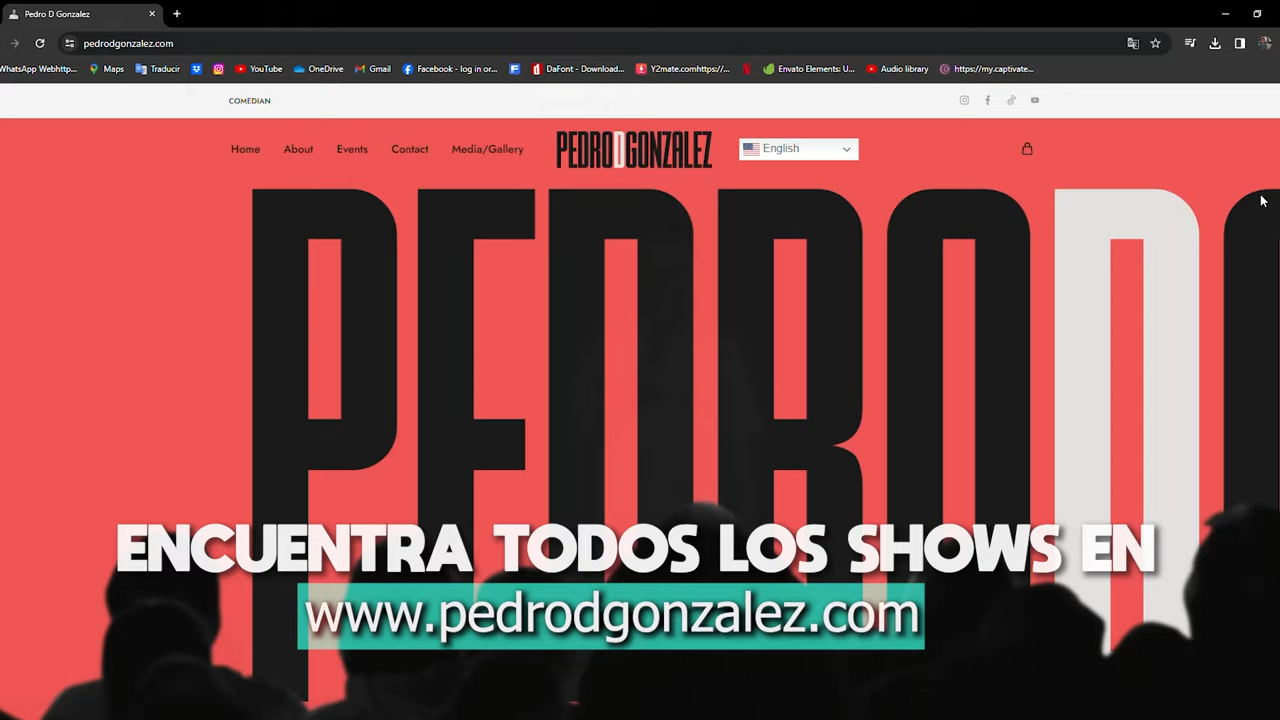 Pedro D Gonzalez
pedrodgonzalez.com
WhatsApp Webhttp... Maps Traducir YouTube OneDrive Gmail Facebook - log in or... DaFont - Download... Y2mate.comhttps://... Envato Elements: U... Audio library https://my.captivate...
COMEDIAN
Home About Events Contact Media/Gallery PEDRODGONZALEZ English
PEDROD
ENCUENTRA TODOS LOS SHOWS EN
www.pedrodgonzalez.com